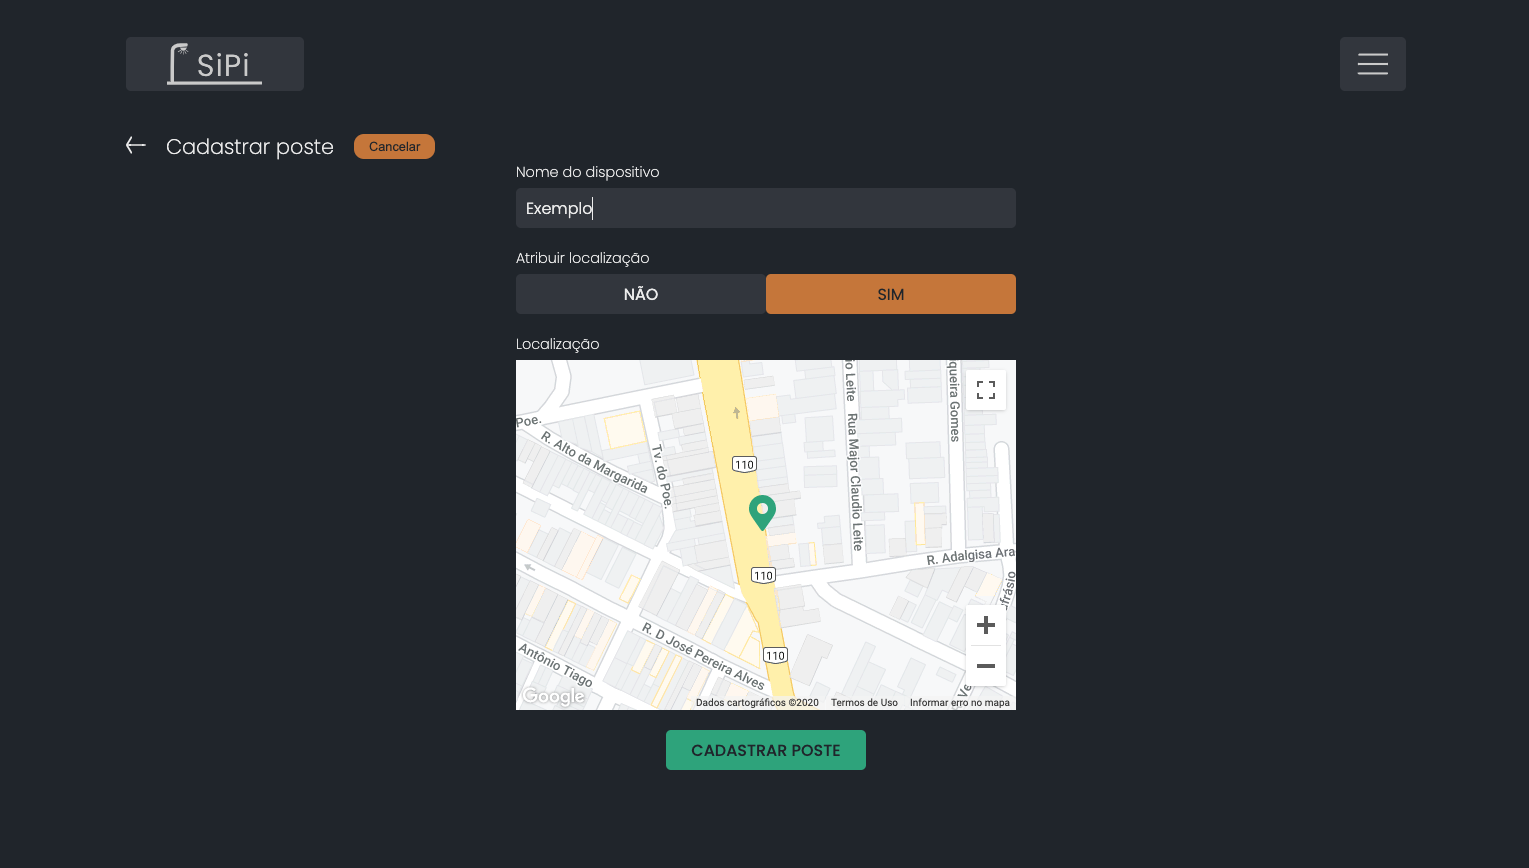 SiPi
Cadastrar poste
Cancelar
Nome do dispositivo
Exemplo
Atribuir localização
NÃO
SIM
Localização
Poe.
R. Alto da Margarida
Tv. do Poe.
110
io Leite
Rua Major Claudio Leite
queira Gomes
R. Adalgisa Ara
ufrásio
110
R. D José Pereira Alves
Antônio Tiago
110
Ve
Google
Dados cartográficos ©2020
Termos de Uso
Informar erro no mapa
CADASTRAR POSTE